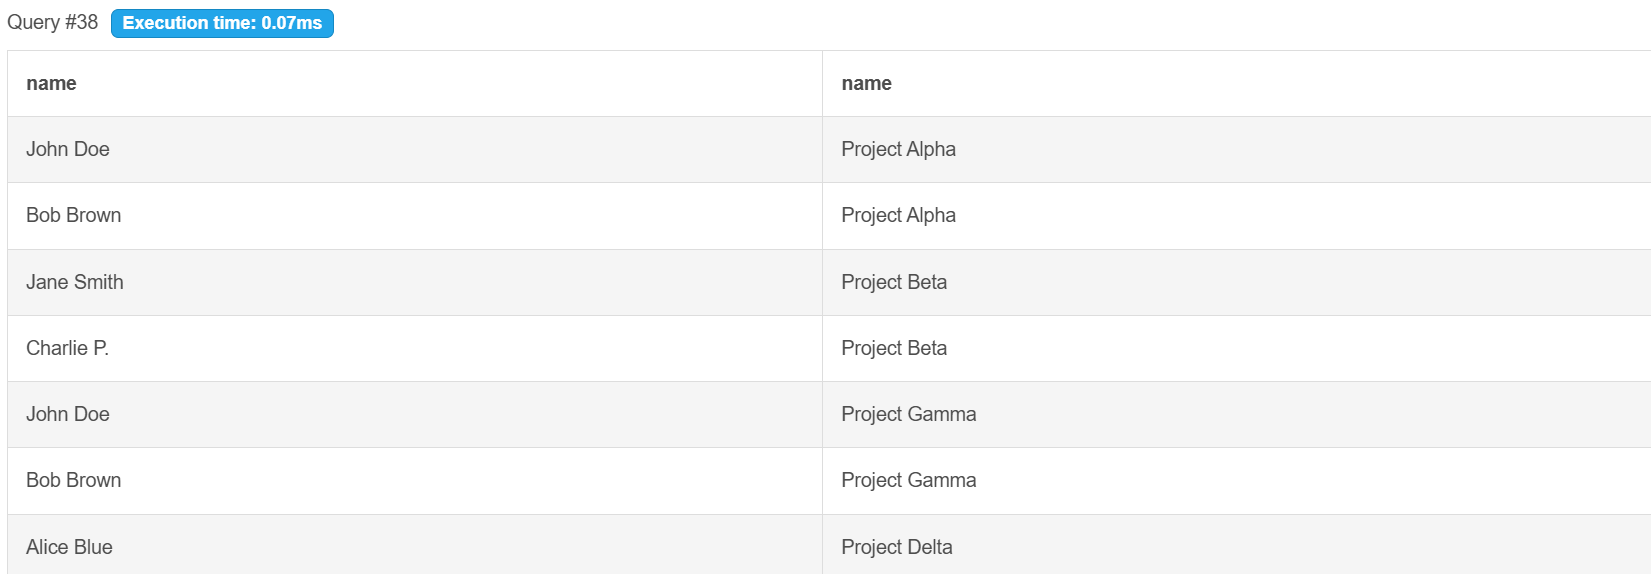 Query #38 Execution time: 0.07ms
name name
John Doe Project Alpha
Bob Brown Project Alpha
Jane Smith Project Beta
Charlie P. Project Beta
John Doe Project Gamma
Bob Brown Project Gamma
Alice Blue Project Delta